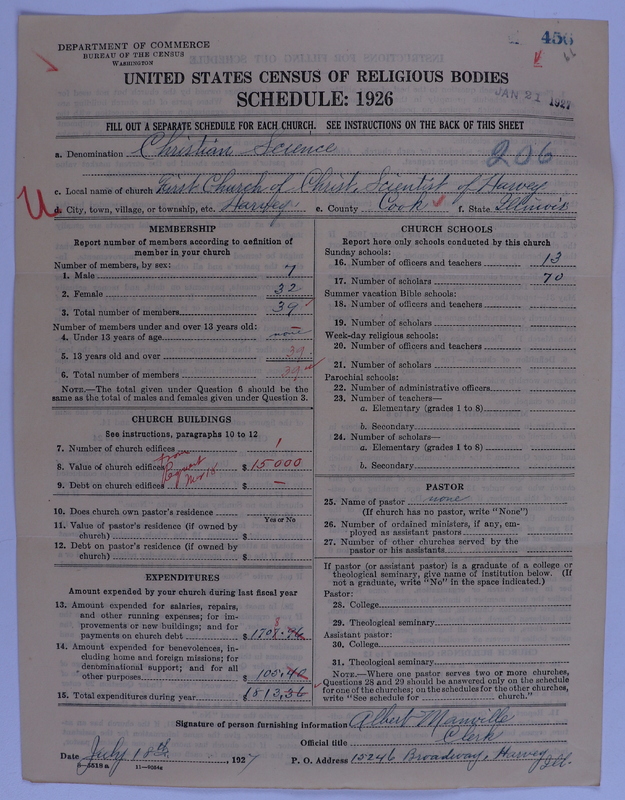 DEPARTMENT OF COMMERCE
BUREAU OF THE CENSUS
WASHINGTON
456
UNITED STATES CENSUS OF RELIGIOUS BODIES
SCHEDULE: 1926
JAN 21 1927
FILL OUT A SEPARATE SCHEDULE FOR EACH CHURCH. SEE INSTRUCTIONS ON THE BACK OF THIS SHEET
a. Denomination Christian Science
206
c. Local name of church First Church of Christ, Scientist of Harvey
d. City, town, village, or township, etc. Harvey e. County Cook f. State Illinois
MEMBERSHIP
Report number of members according to definition of
member in your church
Number of members, by sex:
1. Male 7
2. Female 32
3. Total number of members 39
Number of members under and over 13 years old:
4. Under 13 years of age none
5. 13 years old and over 39
6. Total number of members 39
NOTE.—The total given under Question 6 should be the
same as the total of males and females given under Question 3.
CHURCH BUILDINGS
See instructions, paragraphs 10 to 12
7. Number of church edifices 1
8. Value of church edifices $ 15000
from
Request
9. Debt on church edifices $ —
10. Does church own pastor's residence
Yes or No
11. Value of pastor's residence (if owned by
church) $
12. Debt on pastor's residence (if owned by
church) $
EXPENDITURES
Amount expended by your church during last fiscal year
13. Amount expended for salaries, repairs,
and other running expenses; for im-
provements or new buildings; and for
payments on church debt $ 1707.96
8
14. Amount expended for benevolences, in-
cluding home and foreign missions; for
denominational support; and for all
other purposes $ 105.40
15. Total expenditures during year $ 1813.36
CHURCH SCHOOLS
Report here only schools conducted by this church
Sunday schools:
16. Number of officers and teachers 13
17. Number of scholars 70
Summer vacation Bible schools:
18. Number of officers and teachers
19. Number of scholars
Week-day religious schools:
20. Number of officers and teachers
21. Number of scholars
Parochial schools:
22. Number of administrative officers
23. Number of teachers—
a. Elementary (grades 1 to 8)
b. Secondary
24. Number of scholars—
a. Elementary (grades 1 to 8)
b. Secondary
PASTOR
25. Name of pastor none
(If church has no pastor, write "None")
26. Number of ordained ministers, if any, em-
ployed as assistant pastors
27. Number of other churches served by the
pastor or his assistants
If pastor (or assistant pastor) is a graduate of a college or
theological seminary, give name of institution below. (If
not a graduate, write "No" in the space indicated.)
Pastor:
28. College
29. Theological seminary
Assistant pastor:
30. College
31. Theological seminary
NOTE.—Where one pastor serves two or more churches,
Questions 28 and 29 should be answered only on the schedule
for one of the churches; on the schedules for the other churches,
write "See schedule for church."
Signature of person furnishing information Albert Manville
Official title Clerk
Date July 18th, 1927 P. O. Address 15246 Broadway, Harvey Ill.
8-5518a 11-9084a